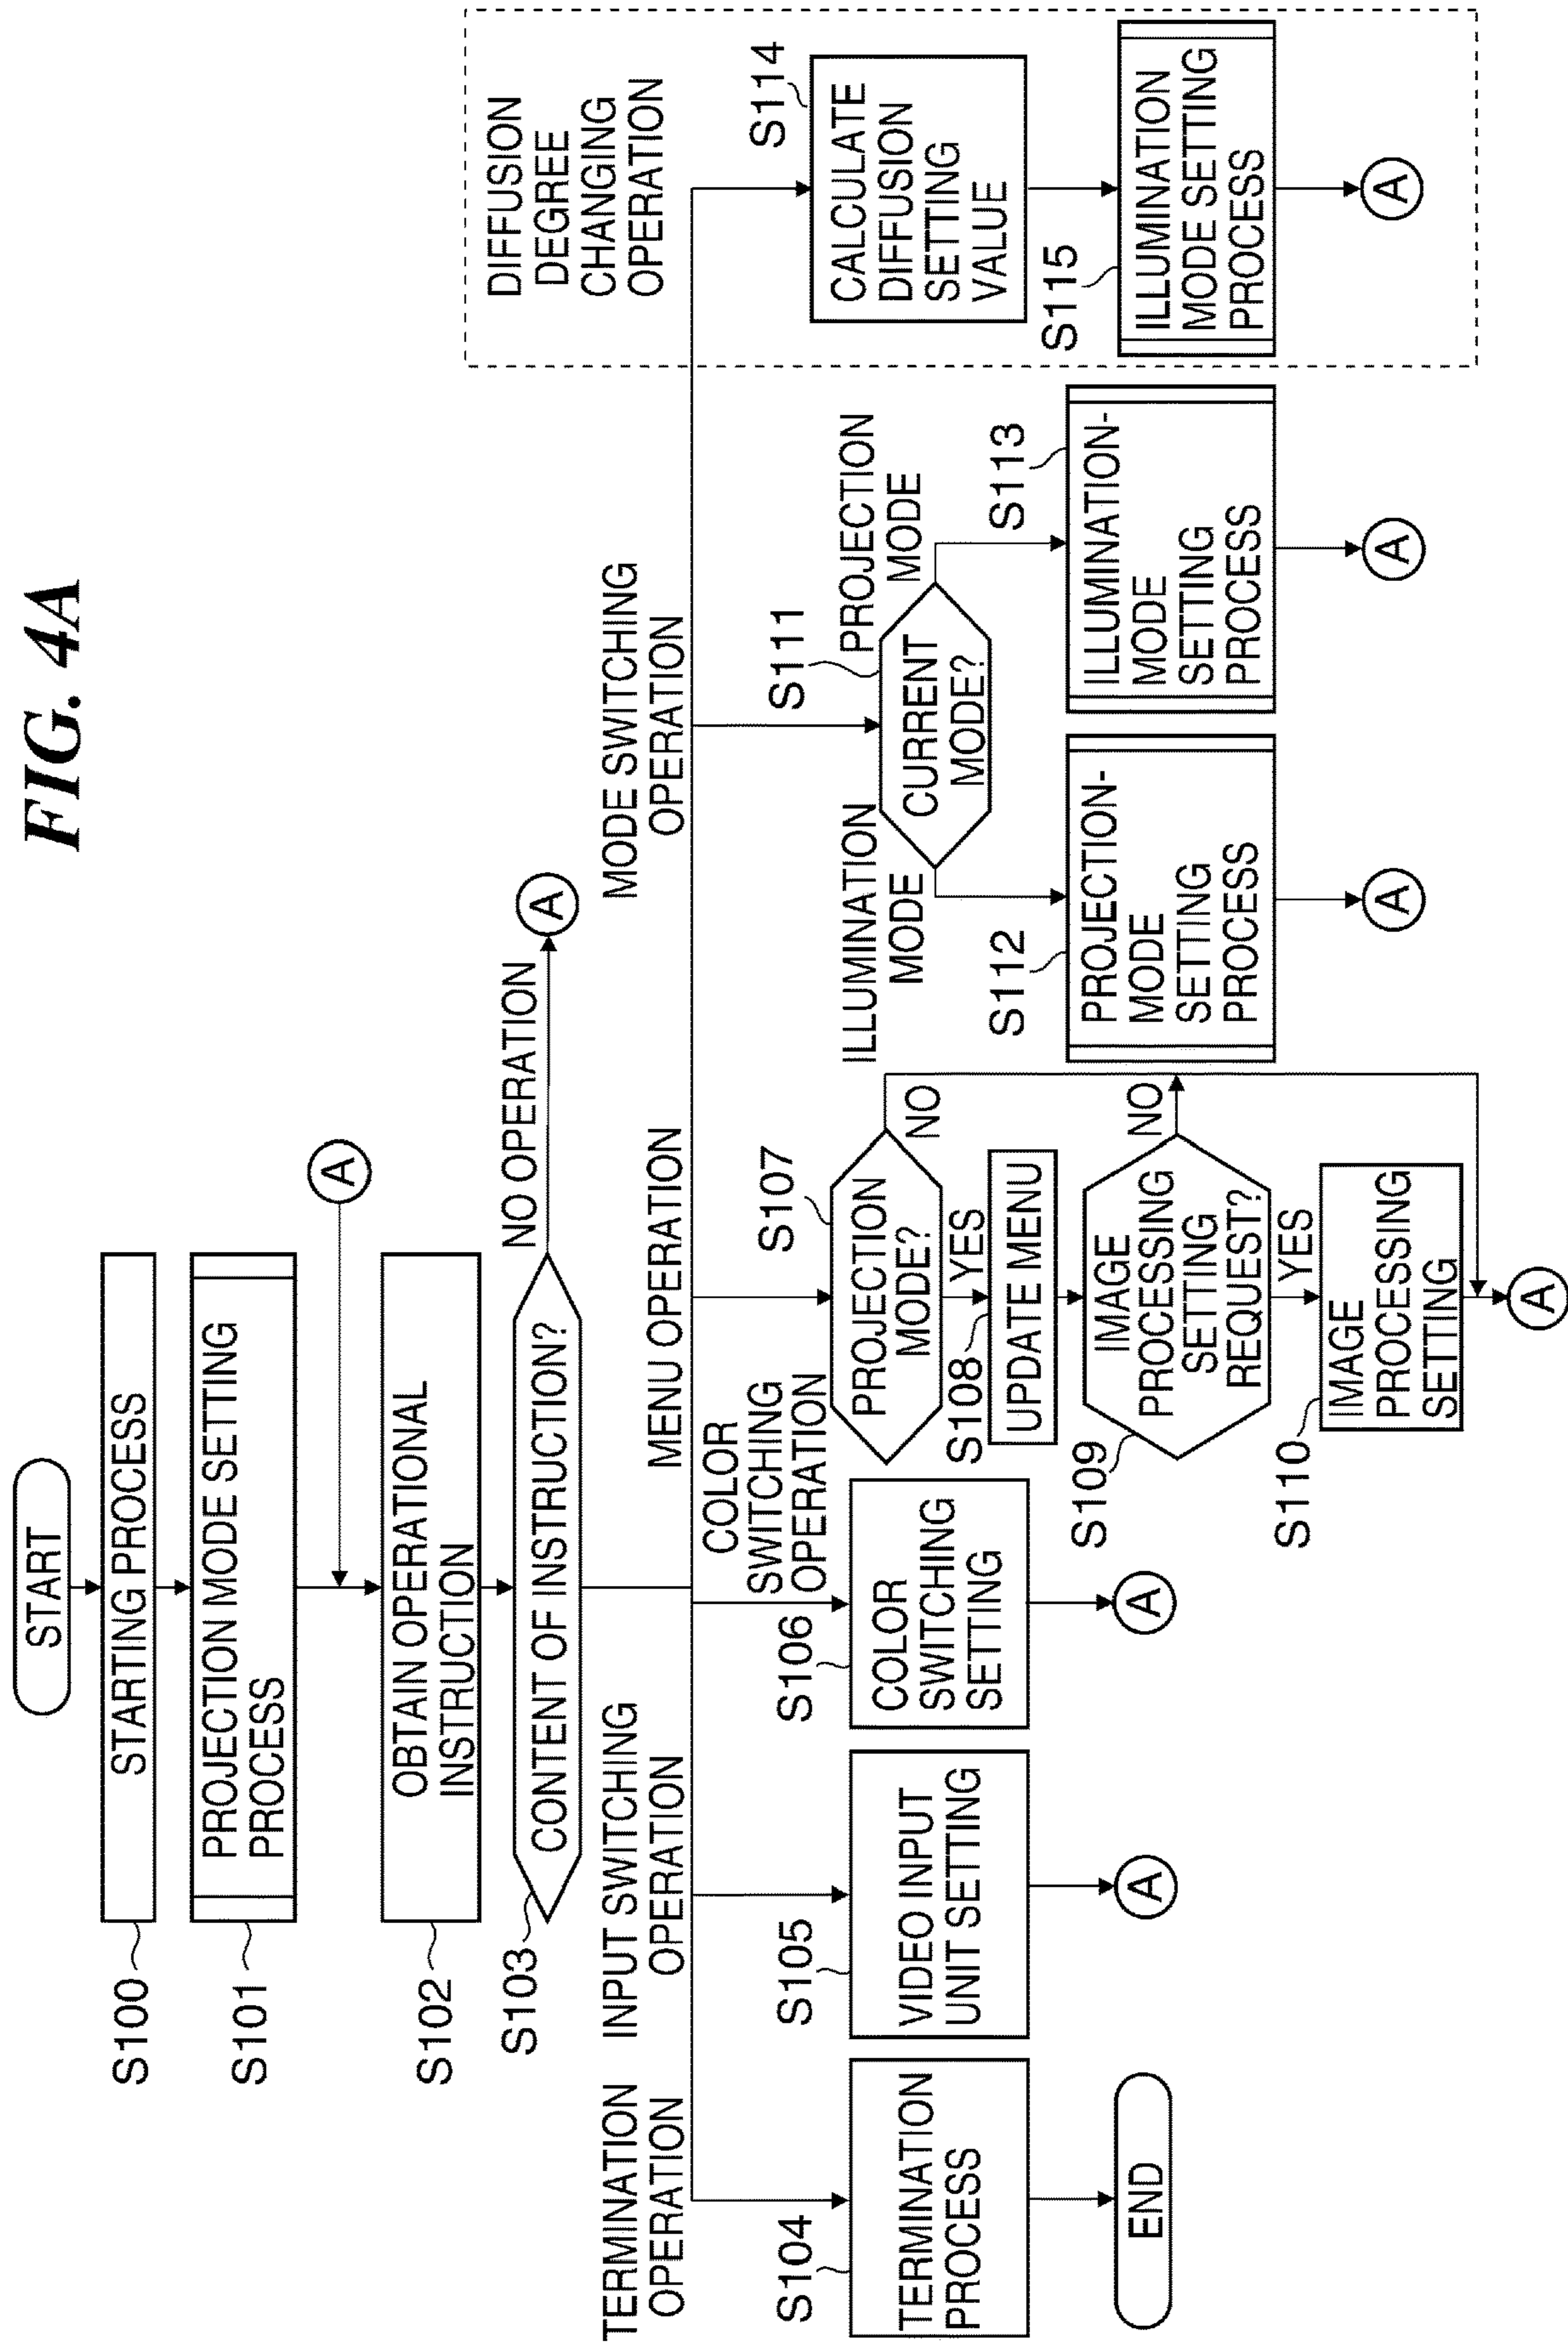 FIG. 4A
START
S100
STARTING PROCESS
S101
PROJECTION MODE SETTING
PROCESS
A
S102
OBTAIN OPERATIONAL
INSTRUCTION
S103
CONTENT OF INSTRUCTION?
NO OPERATION
A
TERMINATION
OPERATION
S104
TERMINATION
PROCESS
END
INPUT SWITCHING
OPERATION
S105
VIDEO INPUT
UNIT SETTING
A
COLOR
SWITCHING
OPERATION
S106
COLOR
SWITCHING
SETTING
A
MENU OPERATION
S107
PROJECTION
MODE?
NO
YES
S108
UPDATE MENU
S109
IMAGE
PROCESSING
SETTING
REQUEST?
NO
YES
S110
IMAGE
PROCESSING
SETTING
A
MODE SWITCHING
OPERATION
S111
CURRENT
MODE?
ILLUMINATION
MODE
PROJECTION
MODE
S112
PROJECTION-
MODE
SETTING
PROCESS
A
S113
ILLUMINATION-
MODE
SETTING
PROCESS
A
DIFFUSION
DEGREE
CHANGING
OPERATION
S114
CALCULATE
DIFFUSION
SETTING
VALUE
S115
ILLUMINATION
MODE SETTING
PROCESS
A